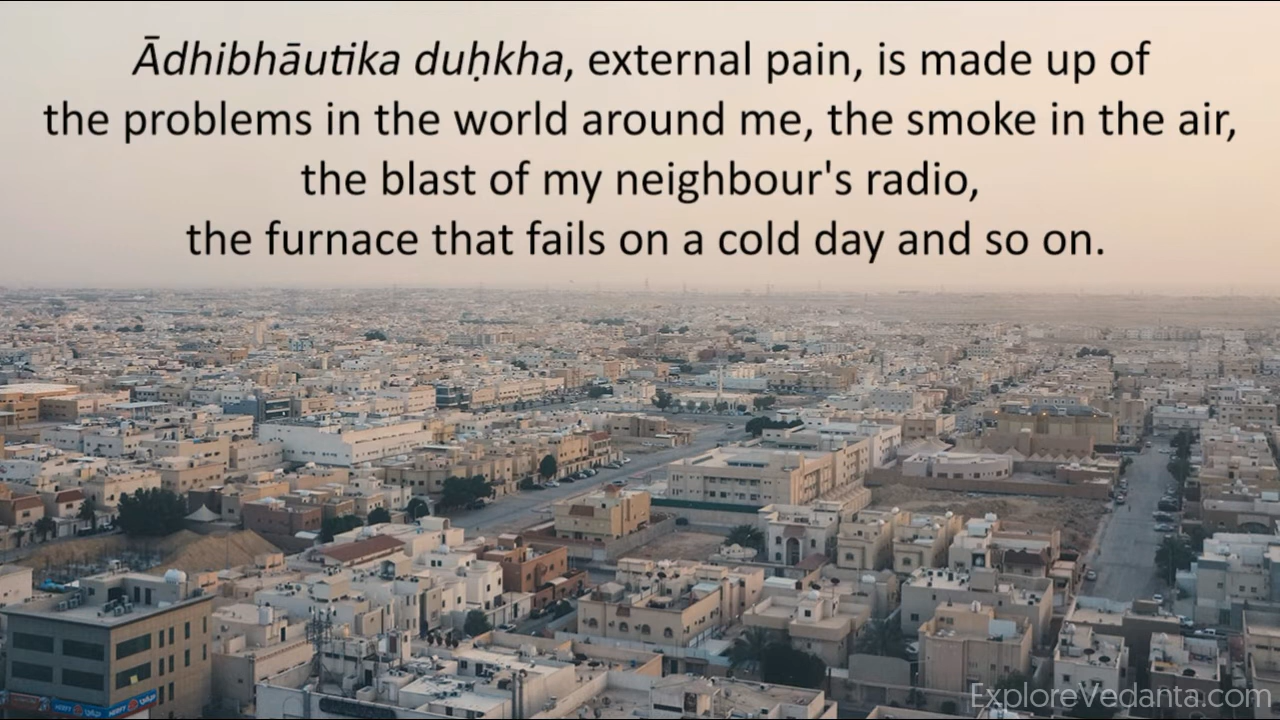 Ādhibhāutika duḥkha, external pain, is made up of
the problems in the world around me, the smoke in the air,
the blast of my neighbour's radio,
the furnace that fails on a cold day and so on.
ExploreVedanta.com